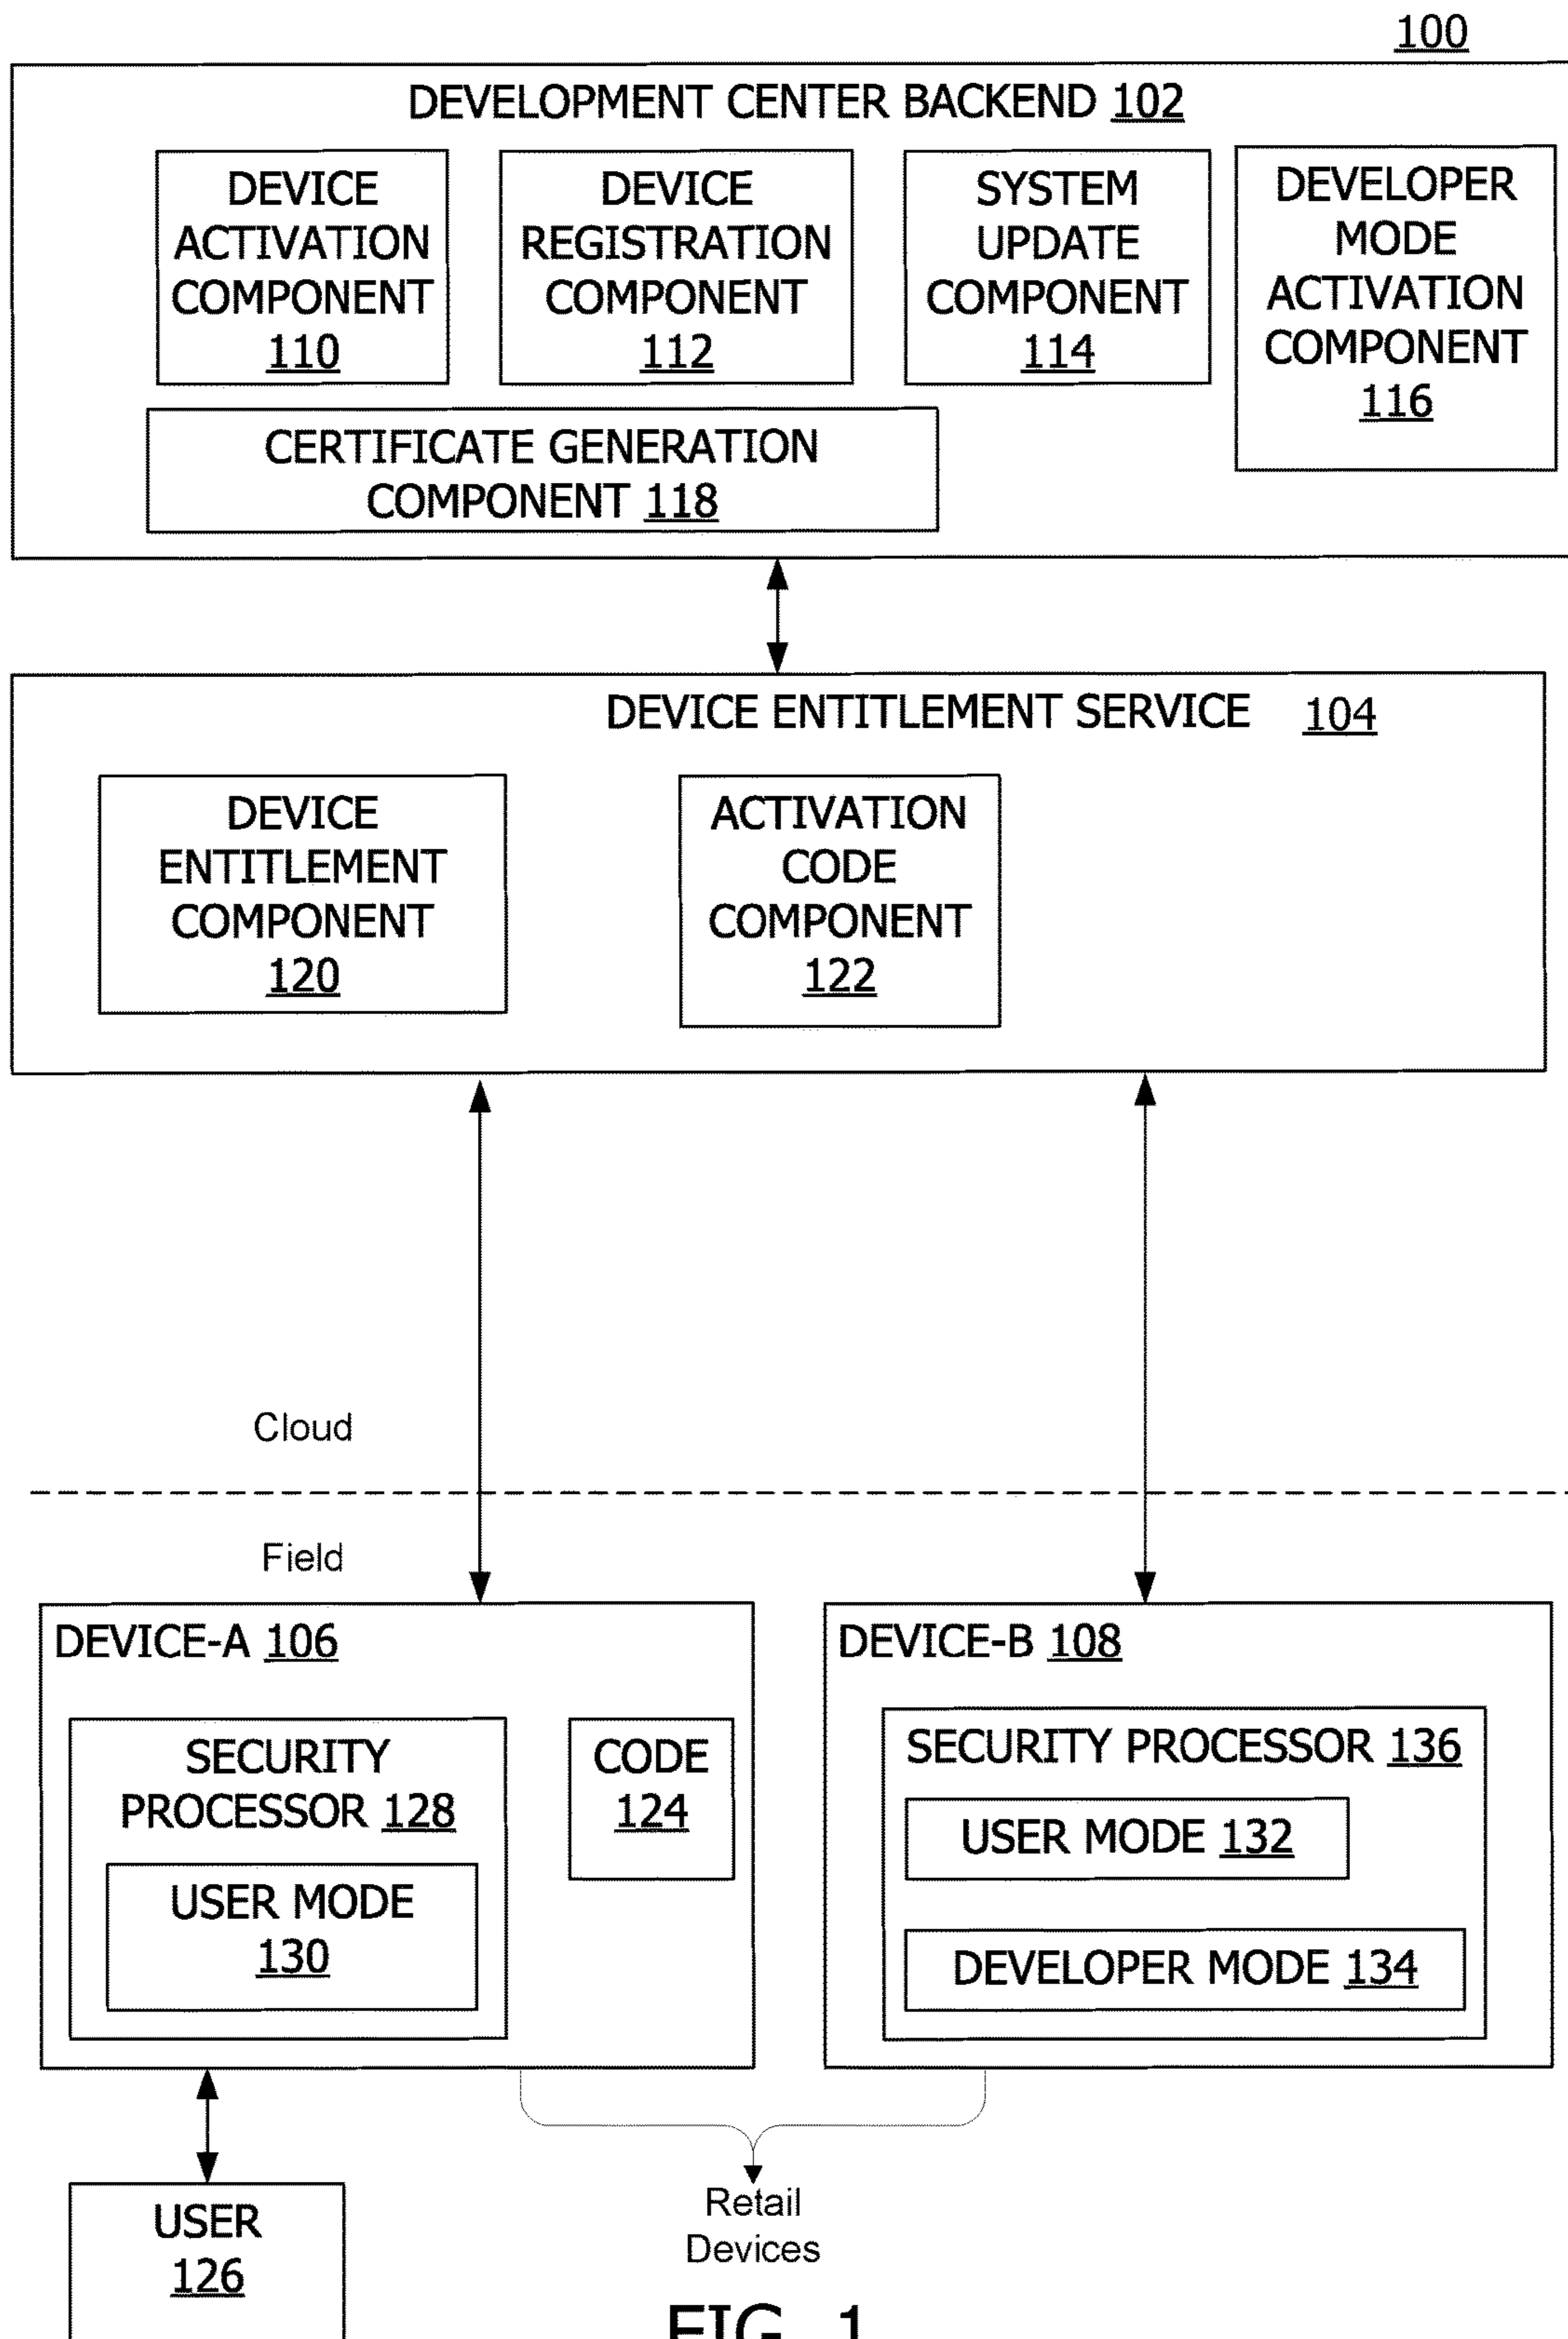 100
DEVELOPMENT CENTER BACKEND 102
DEVICE
ACTIVATION
COMPONENT
110
DEVICE
REGISTRATION
COMPONENT
112
SYSTEM
UPDATE
COMPONENT
114
DEVELOPER
MODE
ACTIVATION
COMPONENT
116
CERTIFICATE GENERATION
COMPONENT 118
DEVICE ENTITLEMENT SERVICE 104
DEVICE
ENTITLEMENT
COMPONENT
120
ACTIVATION
CODE
COMPONENT
122
Cloud
Field
DEVICE-A 106
SECURITY
PROCESSOR 128
USER MODE
130
CODE
124
DEVICE-B 108
SECURITY PROCESSOR 136
USER MODE 132
DEVELOPER MODE 134
USER
126
Retail
Devices
FIG. 1